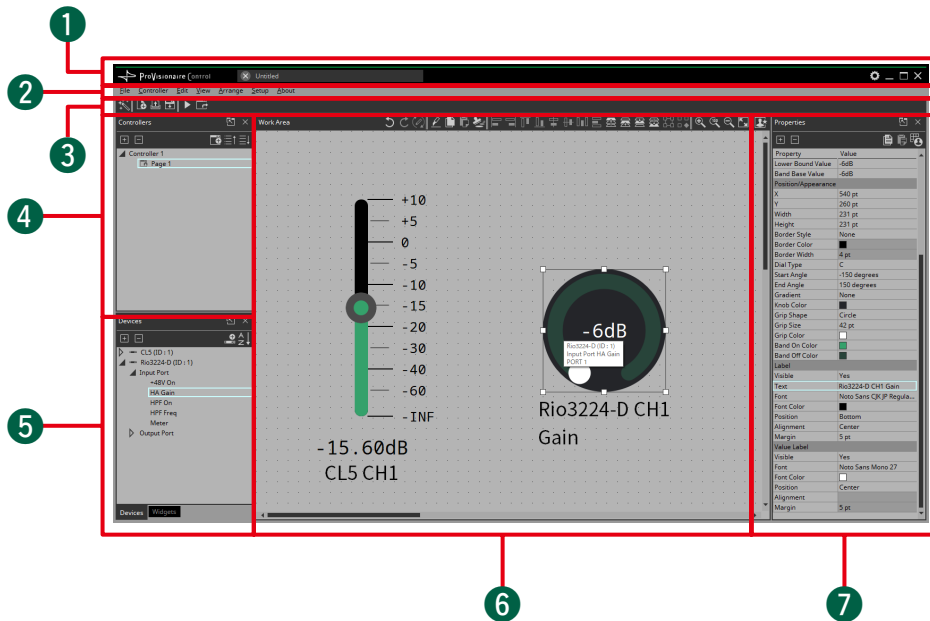 1
ProVisionaire Control
Untitled
2
File Controller Edit View Arrange Setup About
3
Controllers
Work Area
Properties
Controller 1
Page 1
4
Devices
CL5 (ID : 1)
Rio3224-D (ID : 1)
Input Port
+48V On
HA Gain
HPF On
HPF Freq
Meter
Output Port
5
Devices Widgets
+10
+5
0
-5
-10
-15
-20
-30
-40
-60
-INF
-15.60dB
CL5 CH1
-6dB
Rio3224-D (ID : 1)
Input Port HA Gain
PORT 1
Rio3224-D CH1
Gain
Property Value
Lower Bound Value -6dB
Band Base Value -6dB
Position/Appearance
X 540 pt
Y 260 pt
Width 231 pt
Height 231 pt
Border Style None
Border Color
Border Width 4 pt
Dial Type C
Start Angle -150 degrees
End Angle 150 degrees
Gradient None
Knob Color
Grip Shape Circle
Grip Size 42 pt
Grip Color
Band On Color
Band Off Color
Label
Visible Yes
Text Rio3224-D CH1 Gain
Font Noto Sans CJK JP Regula...
Font Color
Position Bottom
Alignment Center
Margin 5 pt
Value Label
Visible Yes
Font Noto Sans Mono 27
Font Color
Position Center
Alignment
Margin 5 pt
6
7